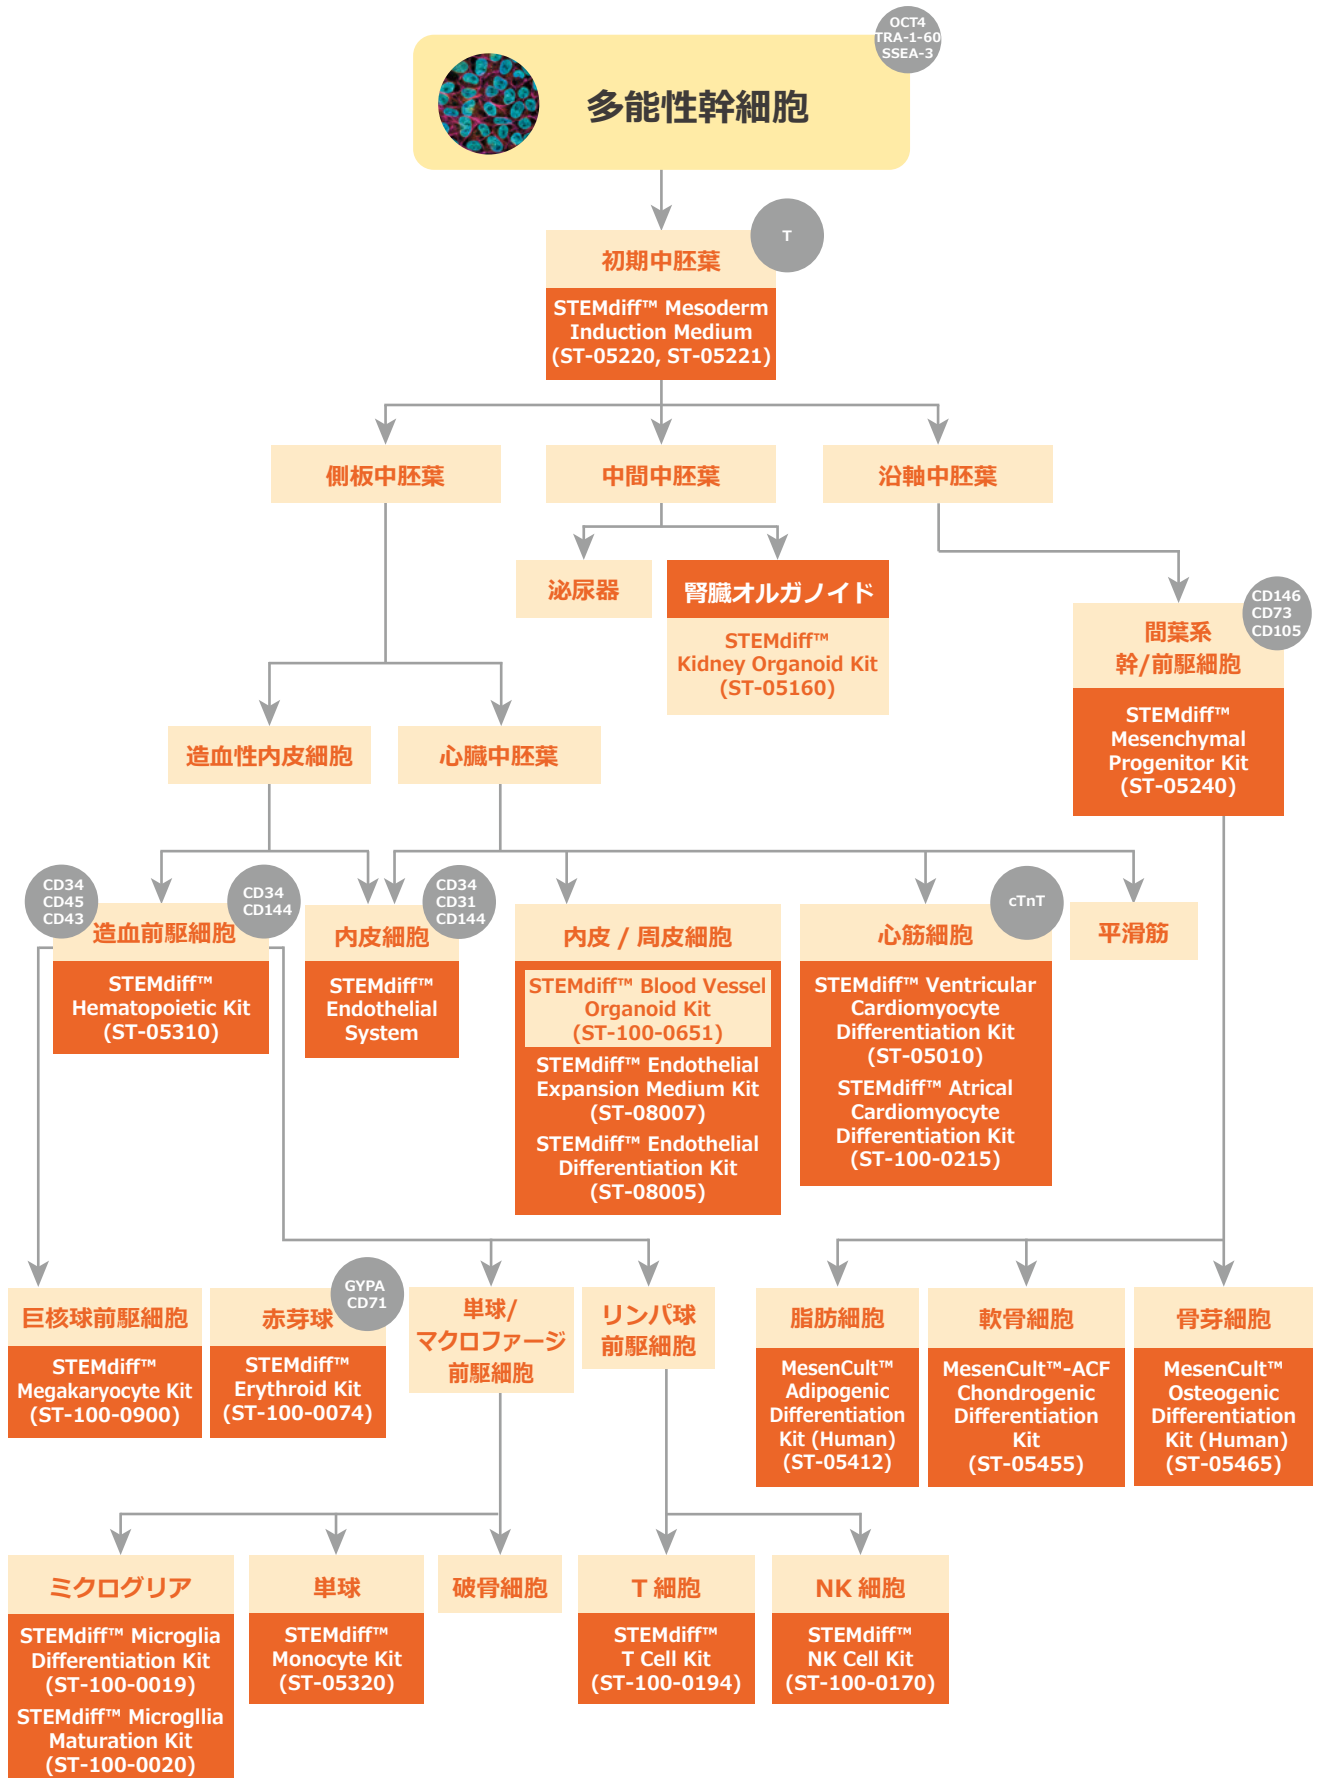 OCT4
TRA-1-60
SSEA-3
多能性幹細胞
T
初期中胚葉
STEMdiff™ Mesoderm
Induction Medium
(ST-05220, ST-05221)
側板中胚葉
中間中胚葉
沿軸中胚葉
泌尿器
腎臓オルガノイド
STEMdiff™
Kidney Organoid Kit
(ST-05160)
CD146
CD73
CD105
間葉系
幹/前駆細胞
STEMdiff™
Mesenchymal
Progenitor Kit
(ST-05240)
造血性内皮細胞
心臓中胚葉
CD34
CD45
CD43
CD34
CD144
造血前駆細胞
STEMdiff™
Hematopoietic Kit
(ST-05310)
CD34
CD31
CD144
内皮細胞
STEMdiff™
Endothelial
System
内皮 / 周皮細胞
STEMdiff™ Blood Vessel
Organoid Kit
(ST-100-0651)
STEMdiff™ Endothelial
Expansion Medium Kit
(ST-08007)
STEMdiff™ Endothelial
Differentiation Kit
(ST-08005)
cTnT
心筋細胞
STEMdiff™ Ventricular
Cardiomyocyte
Differentiation Kit
(ST-05010)
STEMdiff™ Atrical
Cardiomyocyte
Differentiation Kit
(ST-100-0215)
平滑筋
巨核球前駆細胞
STEMdiff™
Megakaryocyte Kit
(ST-100-0900)
GYPA
CD71
赤芽球
STEMdiff™
Erythroid Kit
(ST-100-0074)
単球/
マクロファージ
前駆細胞
リンパ球
前駆細胞
脂肪細胞
MesenCult™
Adipogenic
Differentiation
Kit (Human)
(ST-05412)
軟骨細胞
MesenCult™-ACF
Chondrogenic
Differentiation
Kit
(ST-05455)
骨芽細胞
MesenCult™
Osteogenic
Differentiation
Kit (Human)
(ST-05465)
ミクログリア
STEMdiff™ Microglia
Differentiation Kit
(ST-100-0019)
STEMdiff™ Microgllia
Maturation Kit
(ST-100-0020)
単球
STEMdiff™
Monocyte Kit
(ST-05320)
破骨細胞
T 細胞
STEMdiff™
T Cell Kit
(ST-100-0194)
NK 細胞
STEMdiff™
NK Cell Kit
(ST-100-0170)